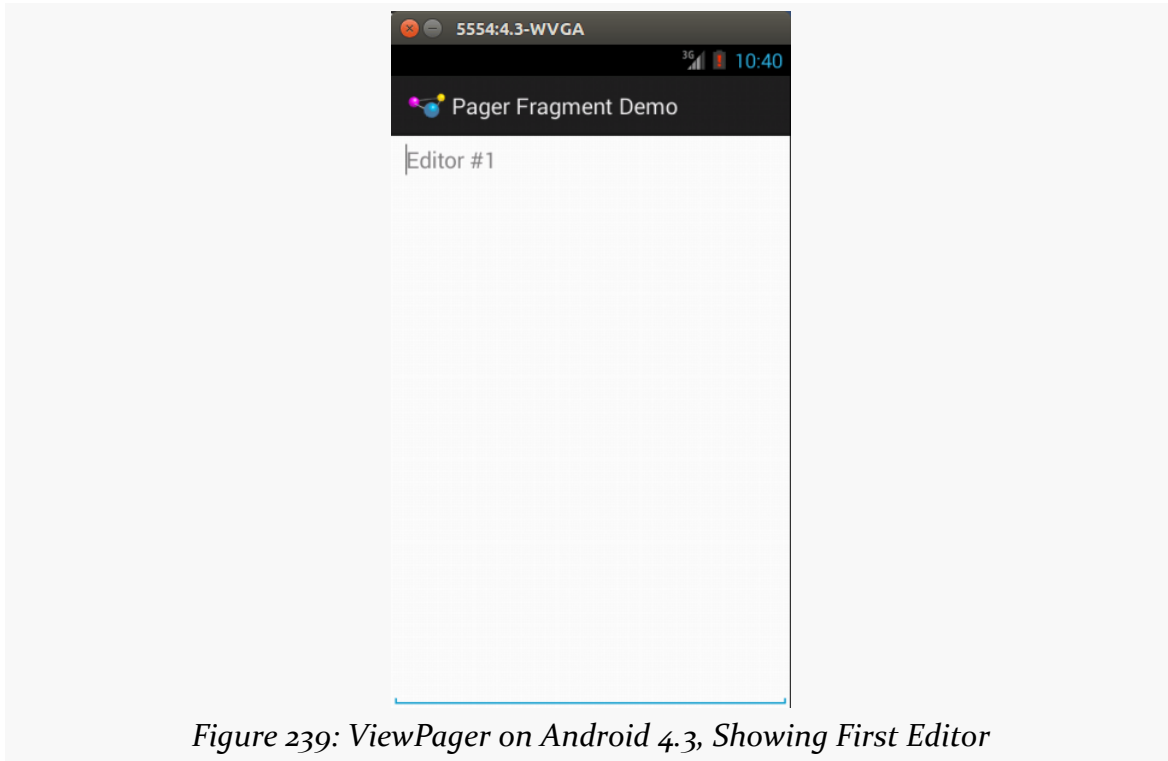 5554:4.3-WVGA
3G 10:40
Pager Fragment Demo
Editor #1
Figure 239: ViewPager on Android 4.3, Showing First Editor